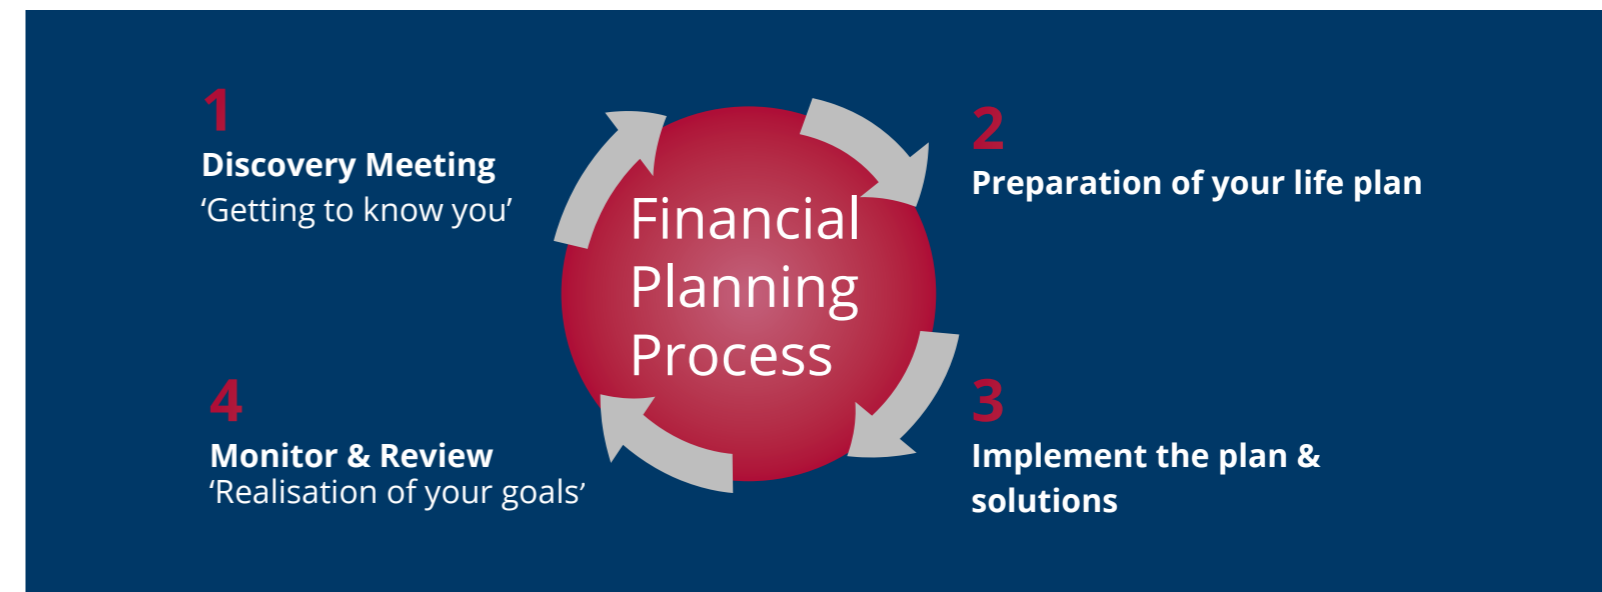 1
Discovery Meeting
‘Getting to know you’
2
Preparation of your life plan
Financial
Planning
Process
3
Implement the plan &
solutions
4
Monitor & Review
‘Realisation of your goals’